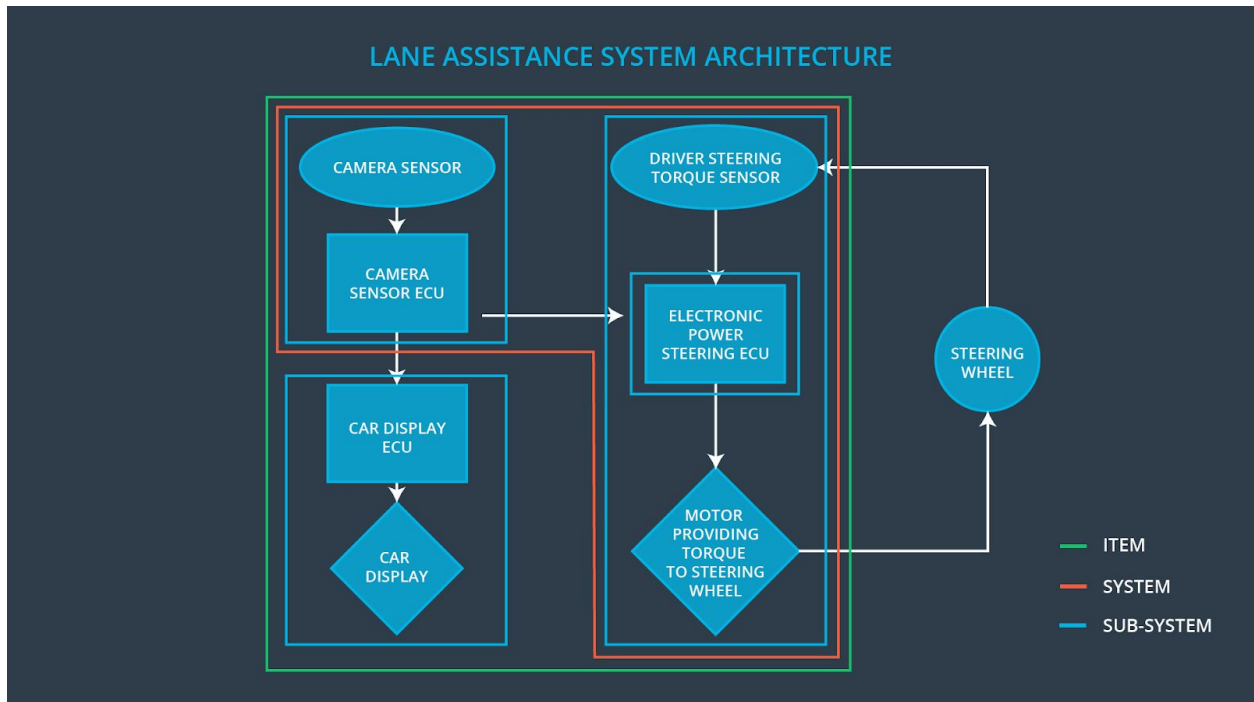 LANE ASSISTANCE SYSTEM ARCHITECTURE
CAMERA SENSOR
CAMERA
SENSOR ECU
CAR DISPLAY
ECU
CAR
DISPLAY
DRIVER STEERING
TORQUE SENSOR
ELECTRONIC
POWER
STEERING ECU
MOTOR
PROVIDING
TORQUE
TO STEERING
WHEEL
STEERING
WHEEL
ITEM
SYSTEM
SUB-SYSTEM